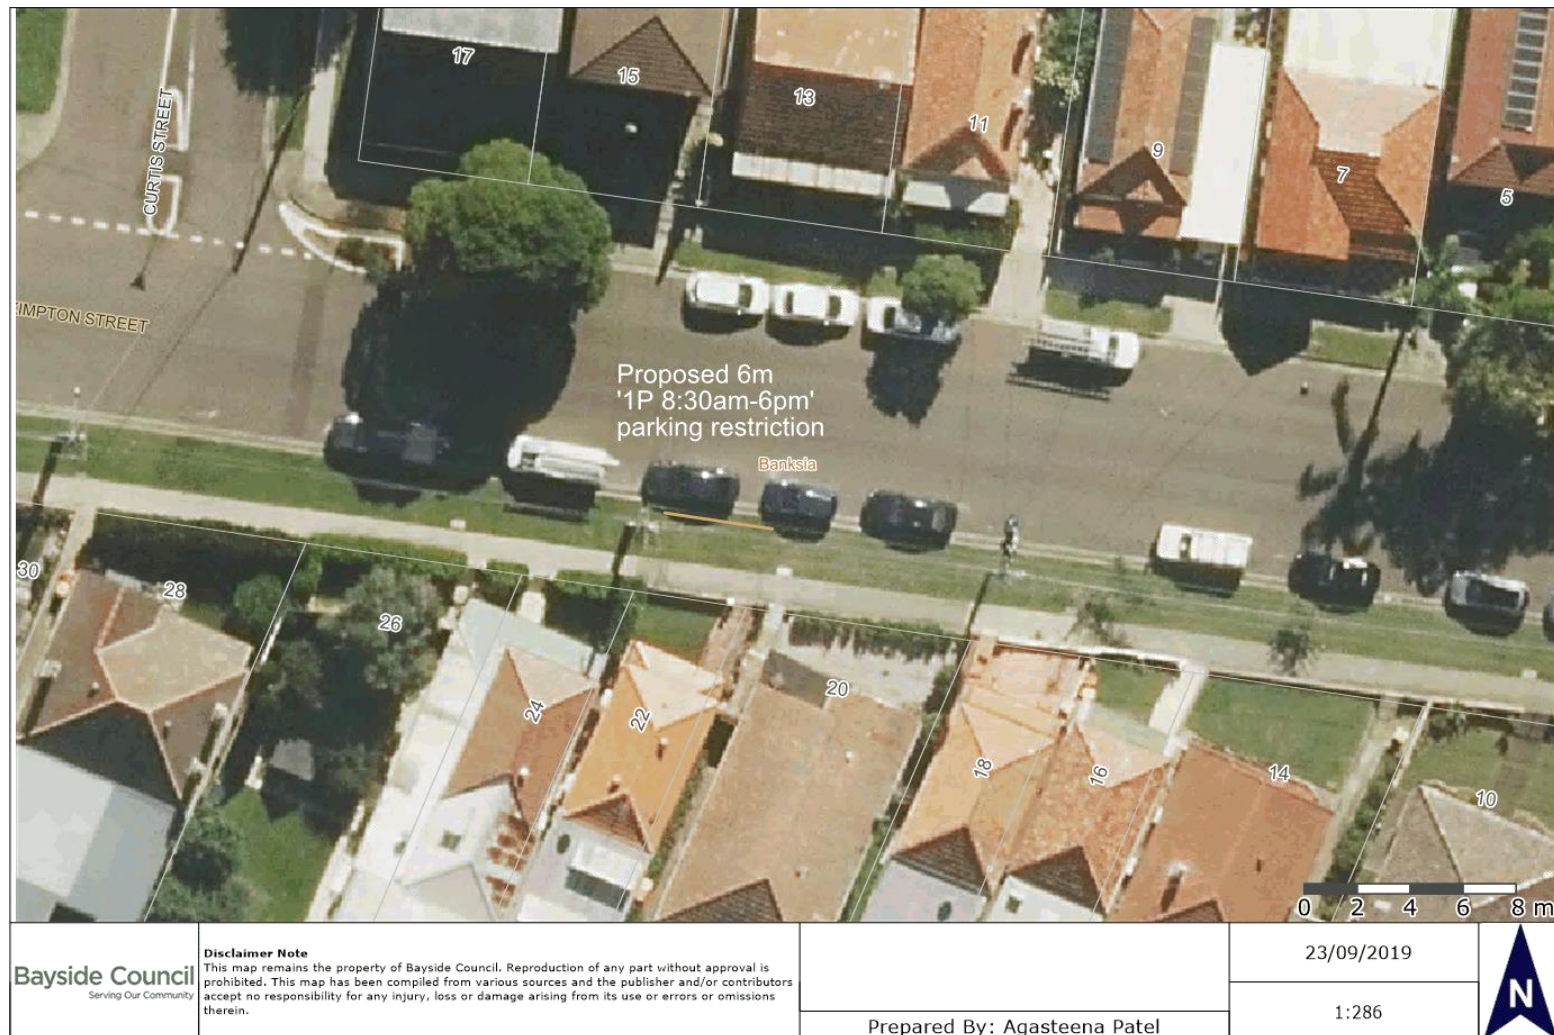 17
15
13
11
9
7
5
CURTIS STREET
KIMPTON STREET
Proposed 6m
'1P 8:30am-6pm'
parking restriction
Banksia
30
28
26
24
22
20
18
16
14
10
0 2 4 6 8 m
Bayside Council
Serving Our Community
Disclaimer Note
This map remains the property of Bayside Council. Reproduction of any part without approval is
prohibited. This map has been compiled from various sources and the publisher and/or contributors
accept no responsibility for any injury, loss or damage arising from its use or errors or omissions
therein.
Prepared By: Agasteena Patel
23/09/2019
1:286
N